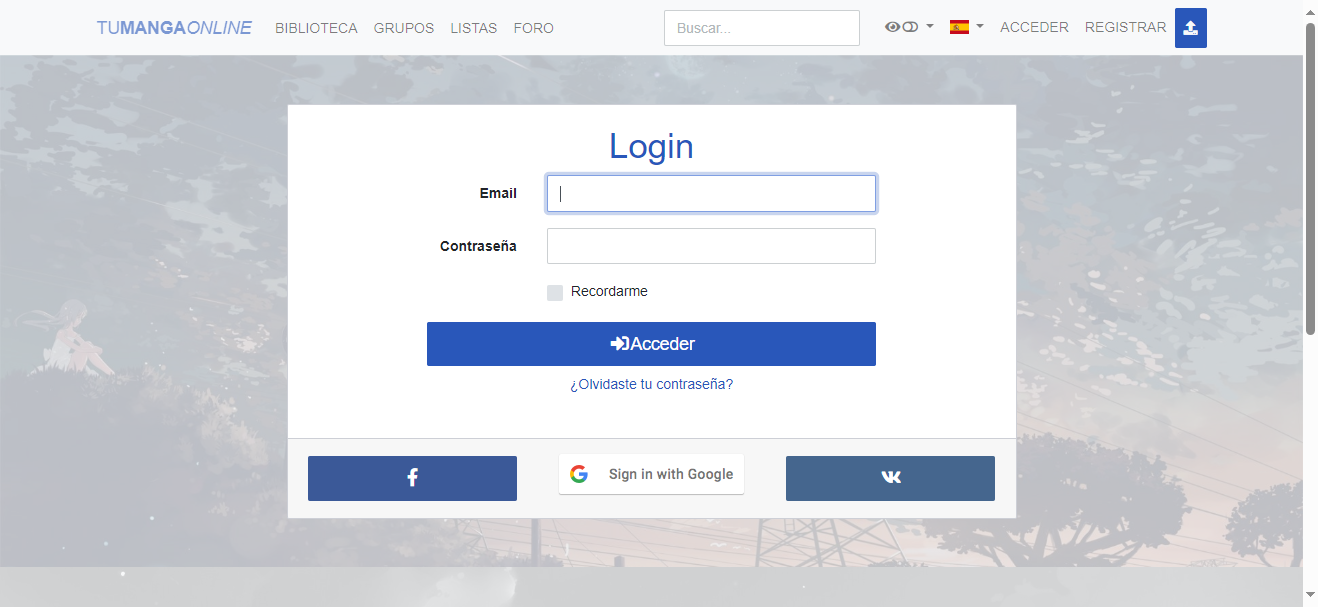 TUMANGAONLINE BIBLIOTECA GRUPOS LISTAS FORO Buscar... ACCEDER REGISTRAR
Login
Email
Contraseña
Recordarme
Acceder
¿Olvidaste tu contraseña?
Sign in with Google